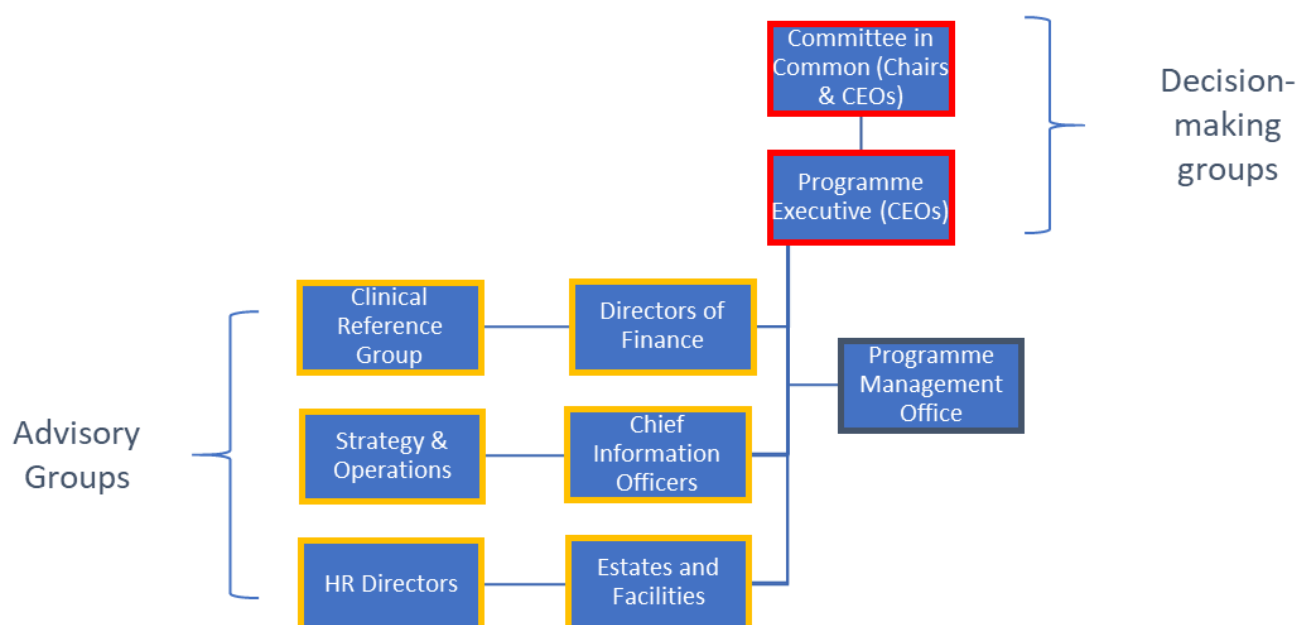 Committee in
Common (Chairs
& CEOs)
Decision-
making
groups
Programme
Executive (CEOs)
Clinical
Reference
Group
Directors of
Finance
Programme
Management
Office
Advisory
Groups
Strategy &
Operations
Chief
Information
Officers
HR Directors
Estates and
Facilities